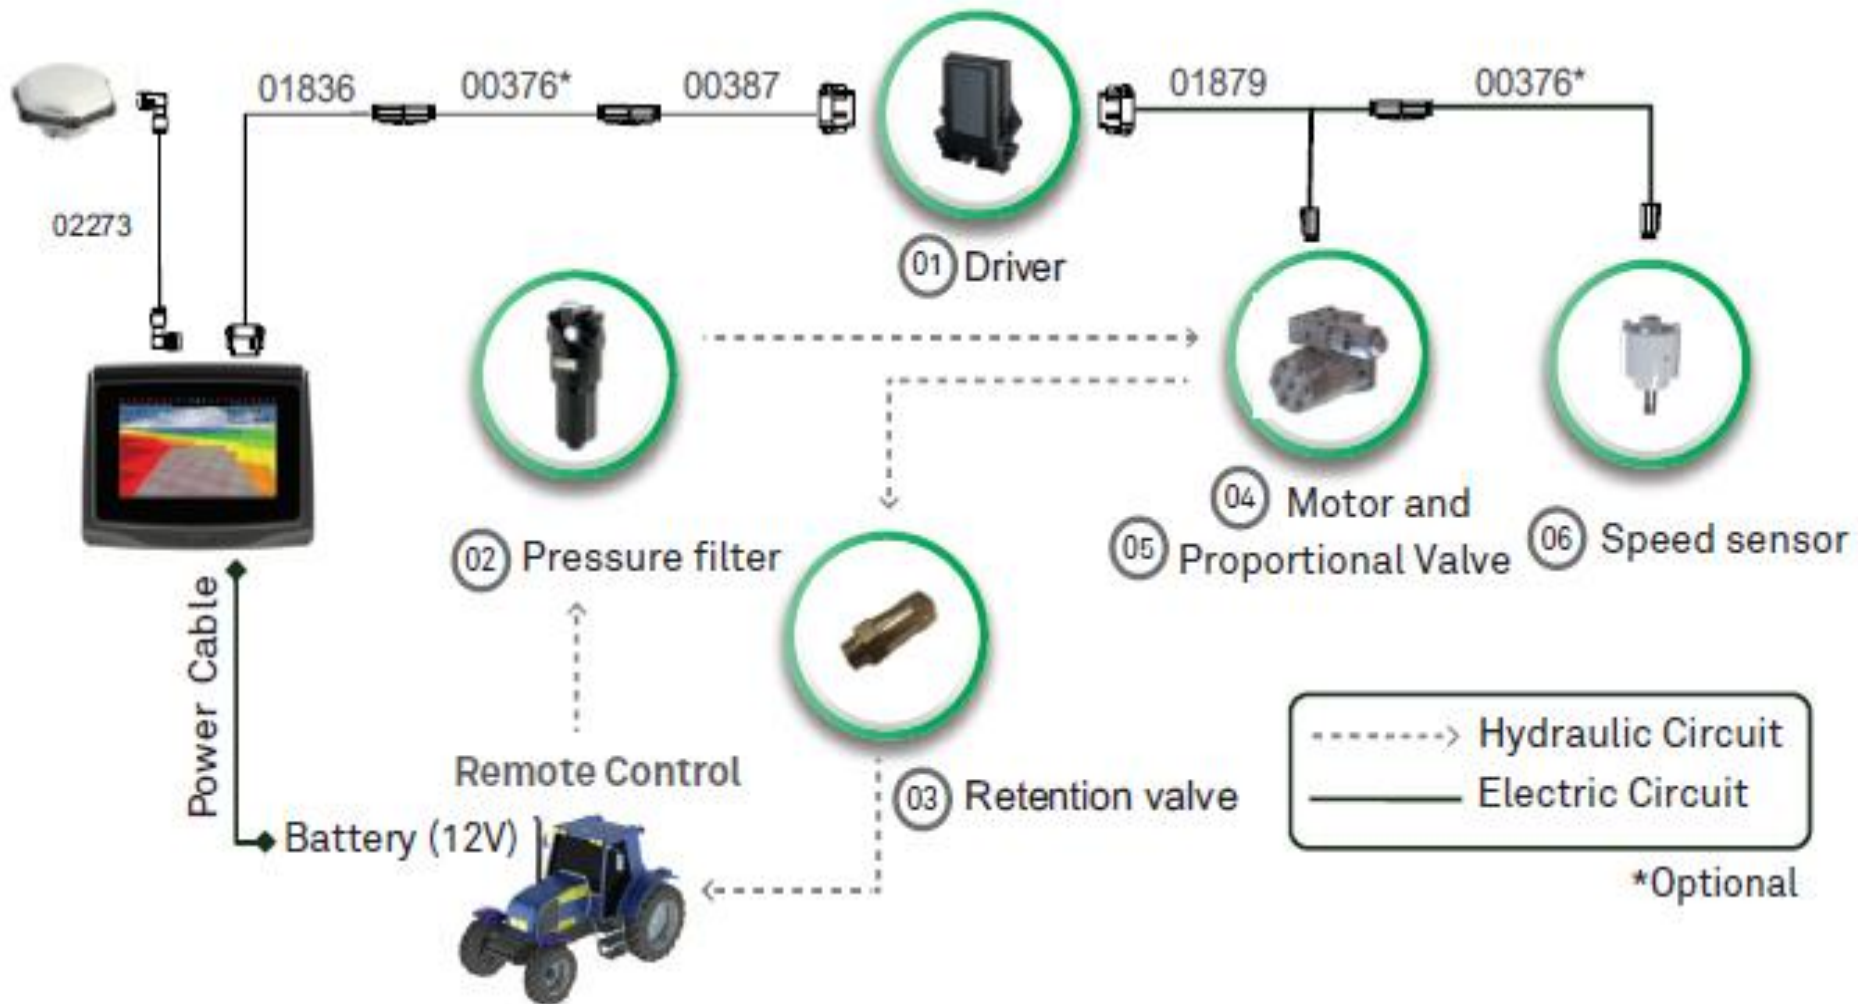 01836
00376*
00387
01879
00376*
02273
01 Driver
02 Pressure filter
04 Motor and
05 Proportional Valve
06 Speed sensor
Power Cable
Remote Control
03 Retention valve
Battery (12V)
Hydraulic Circuit
Electric Circuit
*Optional